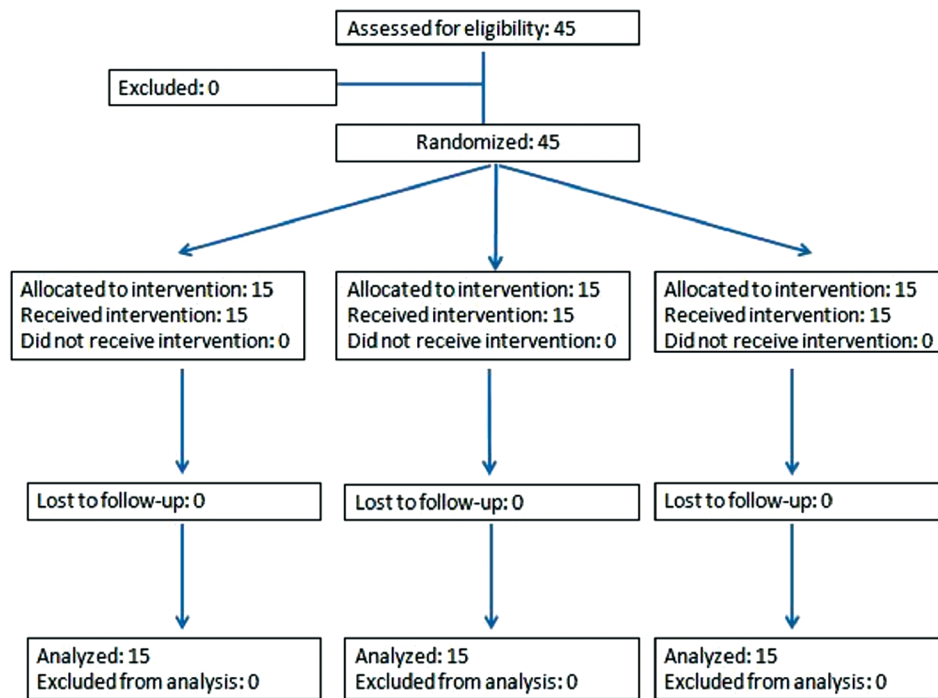 Assessed for eligibility: 45
Excluded: 0
Randomized: 45
Allocated to intervention: 15
Received intervention: 15
Did not receive intervention: 0
Allocated to intervention: 15
Received intervention: 15
Did not receive intervention: 0
Allocated to intervention: 15
Received intervention: 15
Did not receive intervention: 0
Lost to follow-up: 0
Lost to follow-up: 0
Lost to follow-up: 0
Analyzed: 15
Excluded from analysis: 0
Analyzed: 15
Excluded from analysis: 0
Analyzed: 15
Excluded from analysis: 0